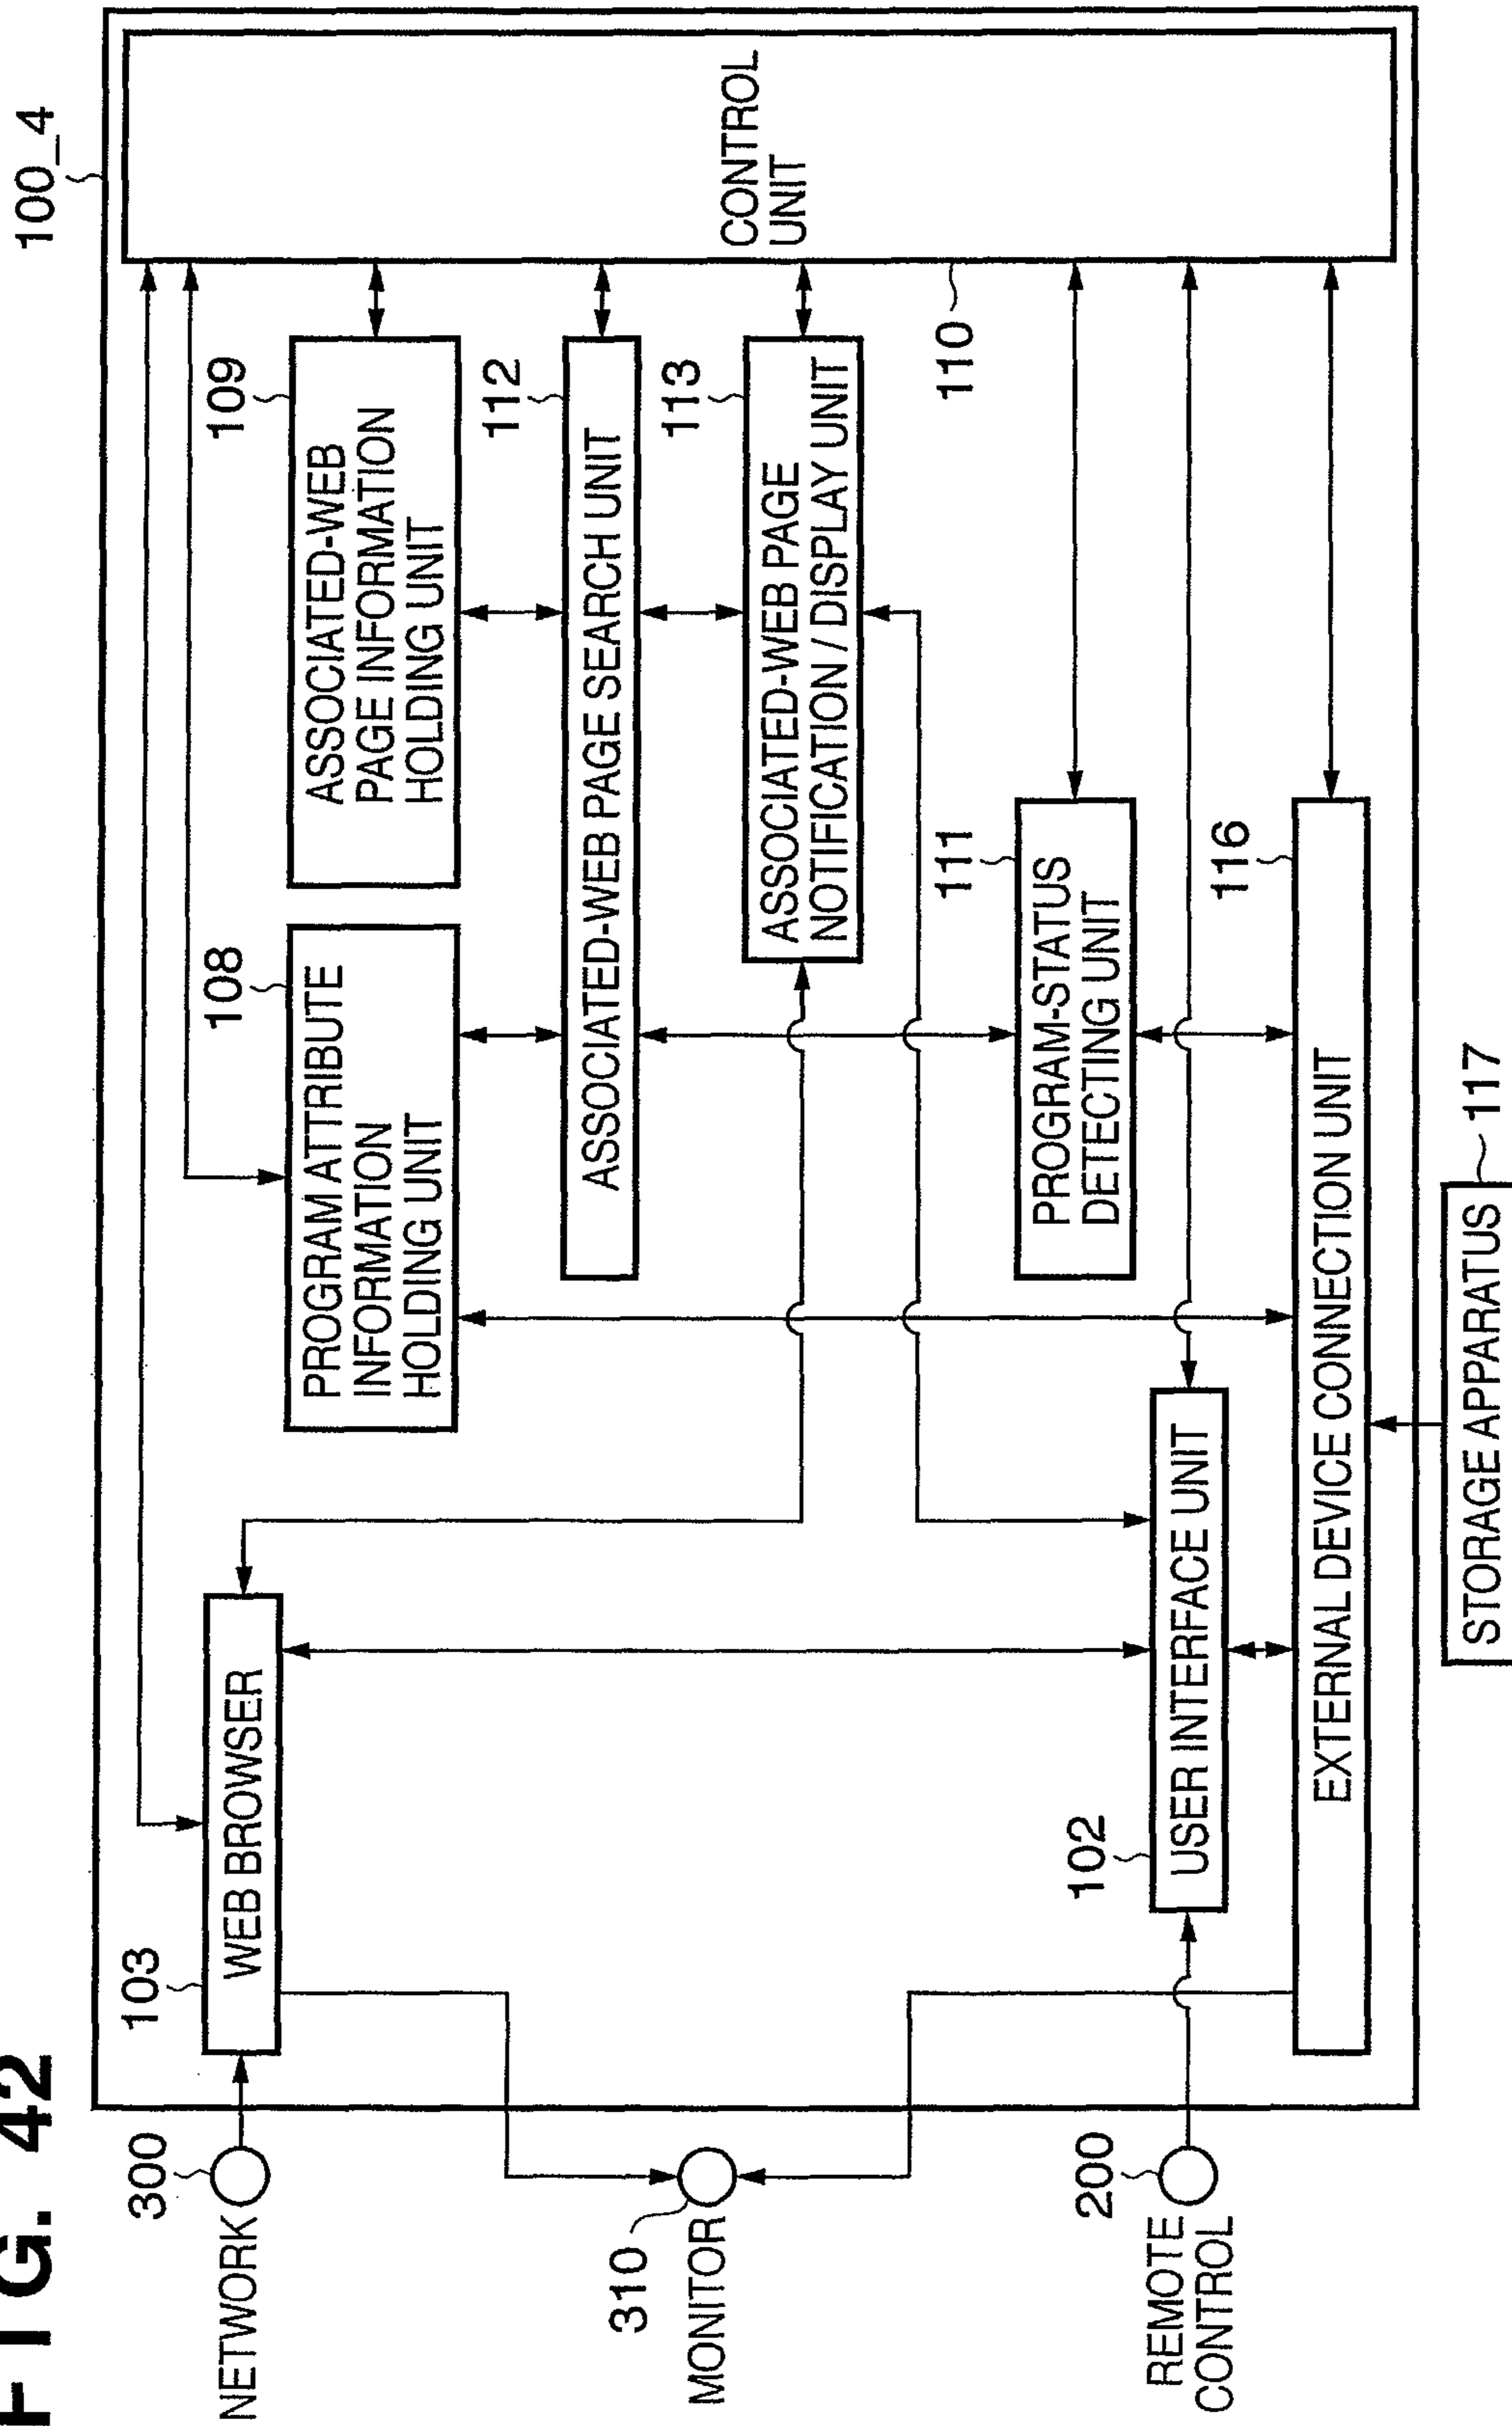 FIG. 42
100_4
NETWORK
300
103
WEB BROWSER
108
PROGRAM ATTRIBUTE
INFORMATION
HOLDING UNIT
109
ASSOCIATED-WEB
PAGE INFORMATION
HOLDING UNIT
112
ASSOCIATED-WEB PAGE SEARCH UNIT
113
ASSOCIATED-WEB PAGE
NOTIFICATION / DISPLAY UNIT
310
MONITOR
CONTROL
UNIT
110
111
PROGRAM-STATUS
DETECTING UNIT
200
REMOTE
CONTROL
102
USER INTERFACE UNIT
116
EXTERNAL DEVICE CONNECTION UNIT
STORAGE APPARATUS
117